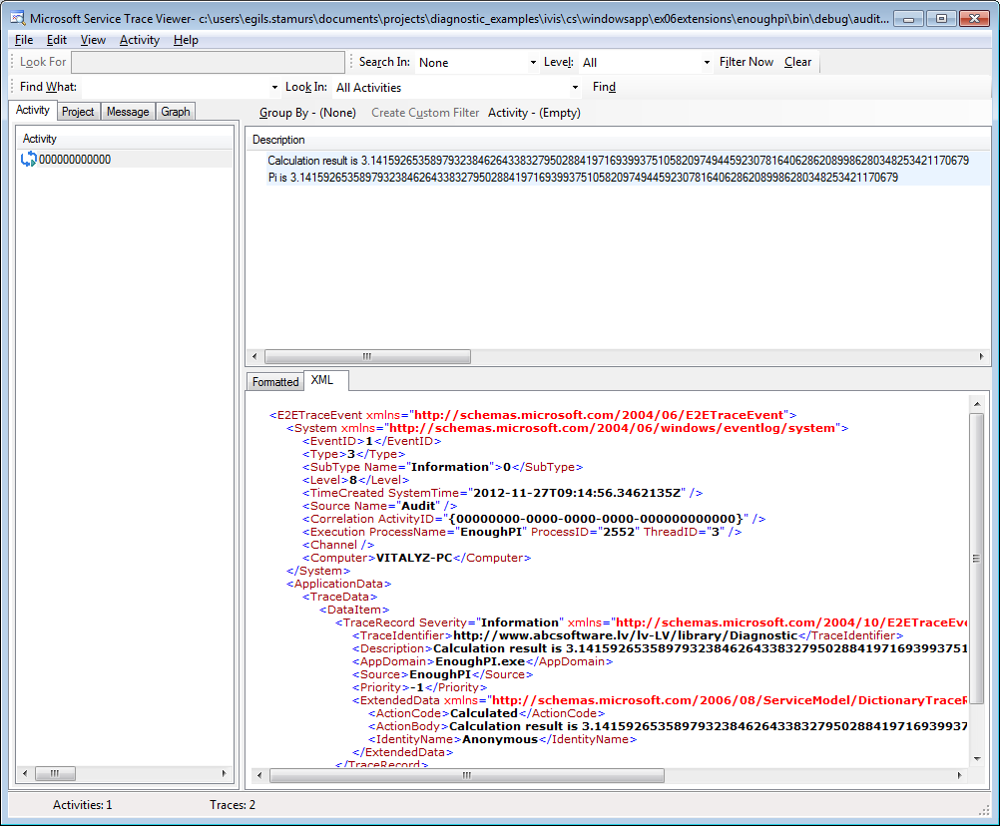 Microsoft Service Trace Viewer- c:\users\egils.stamurs\documents\projects\diagnostic_examples\ivis\cs\windowsapp\ex06extensions\enoughpi\bin\debug\audit...
File Edit View Activity Help
Look For Search In: None Level: All Filter Now Clear
Find What: Look In: All Activities Find
Activity Project Message Graph Group By - (None) Create Custom Filter Activity - (Empty)
Activity
000000000000
Description
Calculation result is 3.1415926535897932384626433832795028841971693993751058209749445923078164062862089986280348253421170679
Pi is 3.1415926535897932384626433832795028841971693993751058209749445923078164062862089986280348253421170679
Formatted XML
<E2ETraceEvent xmlns="http://schemas.microsoft.com/2004/06/E2ETraceEvent">
<System xmlns="http://schemas.microsoft.com/2004/06/windows/eventlog/system">
<EventID>1</EventID>
<Type>3</Type>
<SubType Name="Information">0</SubType>
<Level>8</Level>
<TimeCreated SystemTime="2012-11-27T09:14:56.3462135Z" />
<Source Name="Audit" />
<Correlation ActivityID="{00000000-0000-0000-0000-000000000000}" />
<Execution ProcessName="EnoughPI" ProcessID="2552" ThreadID="3" />
<Channel />
<Computer>VITALYZ-PC</Computer>
</System>
<ApplicationData>
<TraceData>
<DataItem>
<TraceRecord Severity="Information" xmlns="http://schemas.microsoft.com/2004/10/E2ETraceEve
<TraceIdentifier>http://www.abcsoftware.lv/lv-LV/library/Diagnostic</TraceIdentifier>
<Description>Calculation result is 3.1415926535897932384626433832795028841971693993751
<AppDomain>EnoughPI.exe</AppDomain>
<Source>EnoughPI</Source>
<Priority>-1</Priority>
<ExtendedData xmlns="http://schemas.microsoft.com/2006/08/ServiceModel/DictionaryTraceR
<ActionCode>Calculated</ActionCode>
<ActionBody>Calculation result is 3.14159265358979323846264338327950288419716939937
<IdentityName>Anonymous</IdentityName>
</ExtendedData>
</TraceRecord>
Activities: 1 Traces: 2